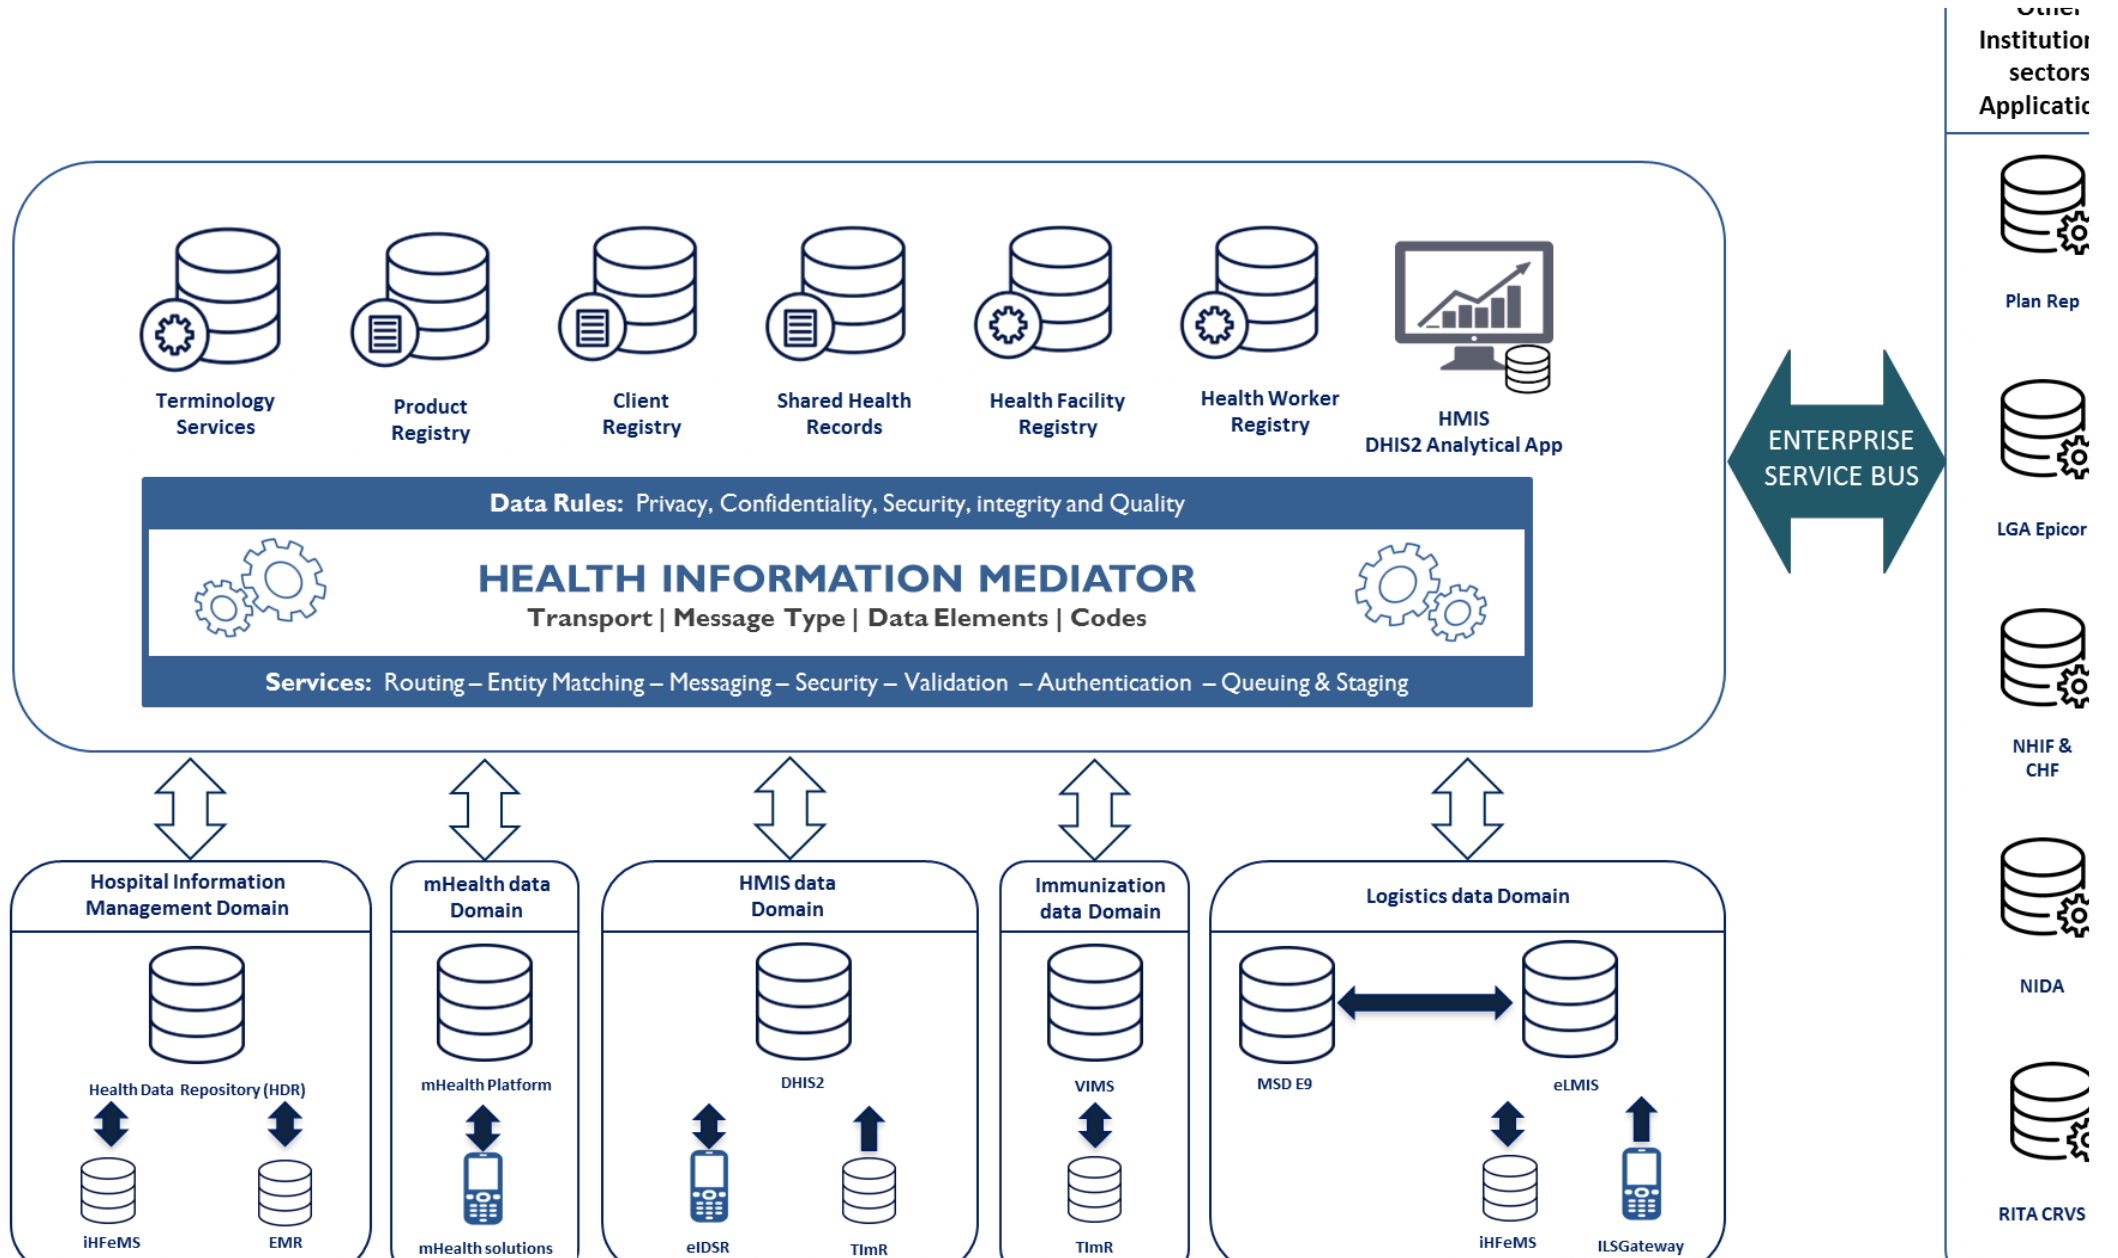 Other
Institution
sectors
Applicatic
Plan Rep
LGA Epicor
NHIF &
CHF
NIDA
RITA CRVS
ENTERPRISE
SERVICE BUS
Terminology
Services
Product
Registry
Client
Registry
Shared Health
Records
Health Facility
Registry
Health Worker
Registry
HMIS
DHIS2 Analytical App
Data Rules: Privacy, Confidentiality, Security, integrity and Quality
HEALTH INFORMATION MEDIATOR
Transport | Message Type | Data Elements | Codes
Services: Routing – Entity Matching – Messaging – Security – Validation – Authentication – Queuing & Staging
Hospital Information
Management Domain
Health Data Repository (HDR)
iHFeMS
EMR
mHealth data
Domain
mHealth Platform
mHealth solutions
HMIS data
Domain
DHIS2
eIDSR
TImR
Immunization
data Domain
VIMS
TImR
Logistics data Domain
MSD E9
eLMIS
iHFeMS
ILSGateway